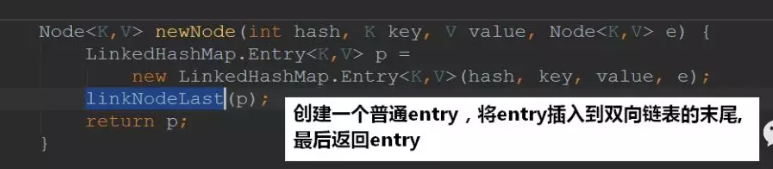 Node<K,V> newNode(int hash, K key, V value, Node<K,V> e) {
LinkedHashMap.Entry<K,V> p =
new LinkedHashMap.Entry<K,V>(hash, key, value, e);
linkNodeLast(p);
return p;
}
创建一个普通entry，将entry插入到双向链表的末尾,
最后返回entry